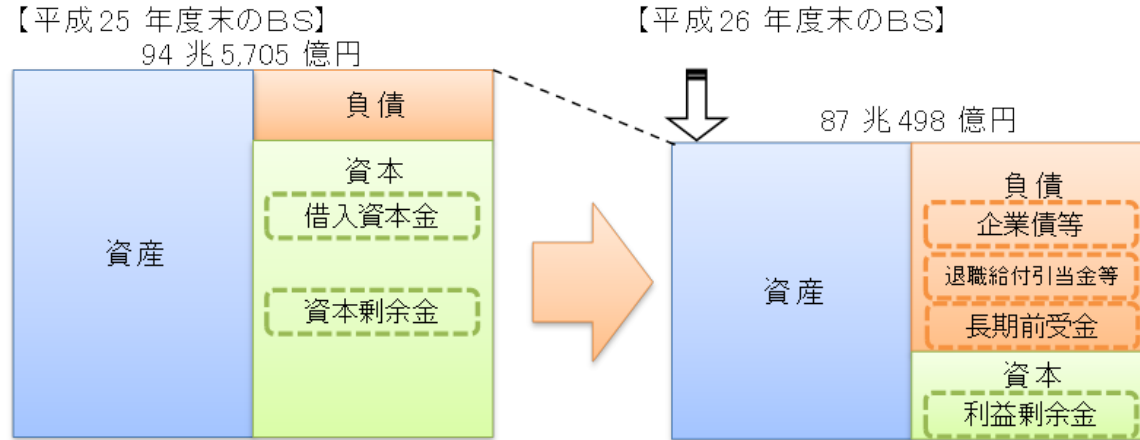 【平成25 年度末のBS】
94 兆5,705 億円
資産
負債
資本
借入資本金
資本剰余金
【平成26 年度末のBS】
87 兆498 億円
資産
負債
企業債等
退職給付引当金等
長期前受金
資本
利益剰余金